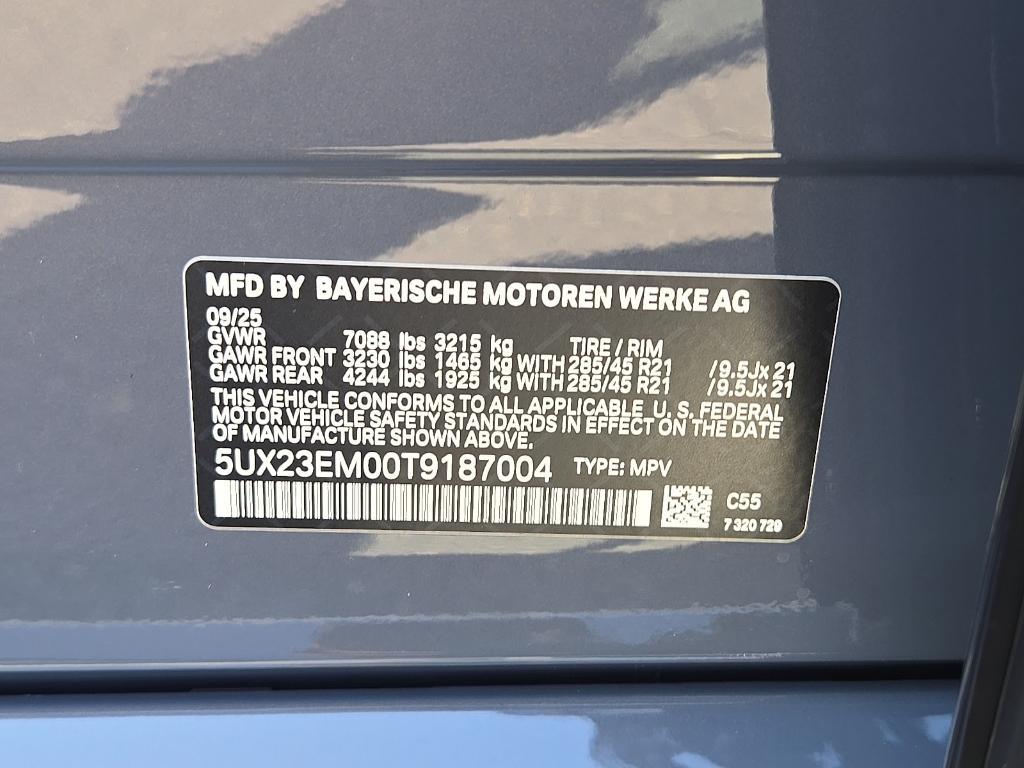 MFD BY BAYERISCHE MOTOREN WERKE AG
09/25
GVWR 7088 lbs 3215 kg TIRE / RIM
GAWR FRONT 3230 lbs 1465 kg WITH 285/45 R21 / 9.5Jx 21
GAWR REAR 4244 lbs 1925 kg WITH 285/45 R21 / 9.5Jx 21
THIS VEHICLE CONFORMS TO ALL APPLICABLE U. S. FEDERAL
MOTOR VEHICLE SAFETY STANDARDS IN EFFECT ON THE DATE
OF MANUFACTURE SHOWN ABOVE.
5UX23EM00T9187004 TYPE: MPV
C55
7 320 729